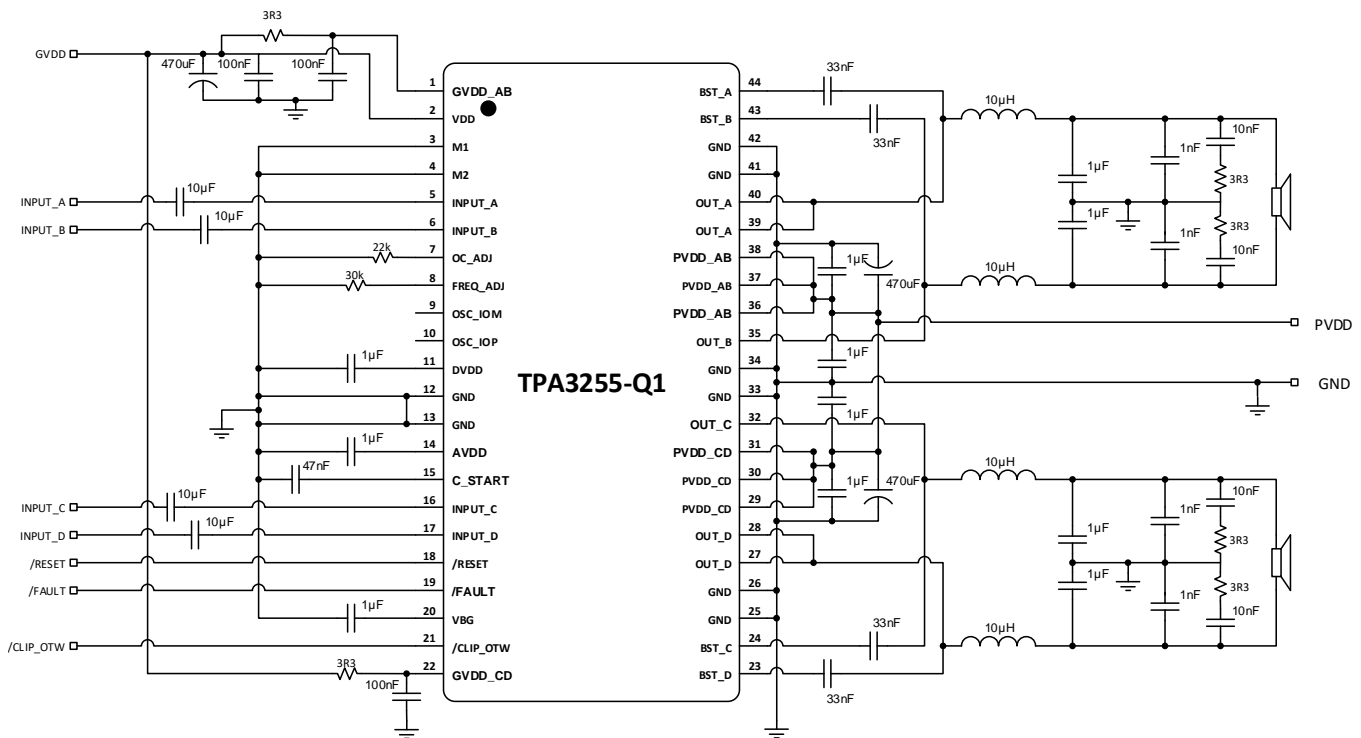 3R3
GVDD
470uF
100nF
100nF
1
GVDD_AB
2
VDD
3
M1
4
M2
INPUT_A
10µF
5
INPUT_A
INPUT_B
10µF
6
INPUT_B
22k
7
OC_ADJ
30k
8
FREQ_ADJ
9
OSC_IOM
10
OSC_IOP
1µF
11
DVDD
12
GND
13
GND
1µF
14
AVDD
47nF
15
C_START
INPUT_C
10µF
16
INPUT_C
INPUT_D
10µF
17
INPUT_D
/RESET
18
/RESET
/FAULT
19
/FAULT
1µF
20
VBG
/CLIP_OTW
21
/CLIP_OTW
3R3
22
GVDD_CD
100nF
TPA3255-Q1
BST_A
44
33nF
BST_B
43
33nF
GND
42
GND
41
OUT_A
40
OUT_A
39
PVDD_AB
38
PVDD_AB
37
PVDD_AB
36
OUT_B
35
GND
34
GND
33
OUT_C
32
PVDD_CD
31
PVDD_CD
30
PVDD_CD
29
OUT_D
28
OUT_D
27
GND
26
GND
25
BST_C
24
33nF
BST_D
23
33nF
1µF
470uF
1µF
1µF
1µF
470uF
10µH
10nF
1nF
1µF
3R3
1µF
3R3
1nF
10nF
10µH
PVDD
GND
10µH
10nF
1nF
1µF
3R3
1µF
3R3
1nF
10nF
10µH